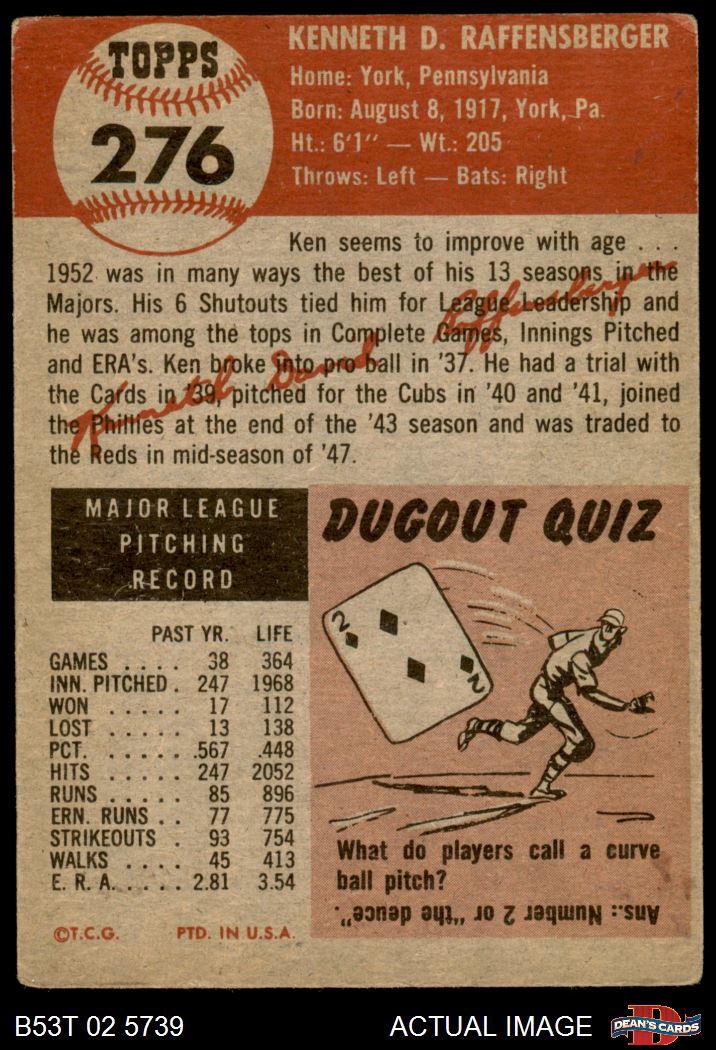 TOPPS
276
KENNETH D. RAFFENSBERGER
Home: York, Pennsylvania
Born: August 8, 1917, York, Pa.
Ht.: 6'1" — Wt.: 205
Throws: Left — Bats: Right
Ken seems to improve with age . . .
1952 was in many ways the best of his 13 seasons in the
Majors. His 6 Shutouts tied him for League Leadership and
he was among the tops in Complete Games, Innings Pitched
and ERA's. Ken broke into pro ball in '37. He had a trial with
the Cards in '39, pitched for the Cubs in '40 and '41, joined
the Phillies at the end of the '43 season and was traded to
the Reds in mid-season of '47.
Kenneth David Raffensberger
MAJOR LEAGUE
PITCHING
RECORD
PAST YR. LIFE
GAMES . . . . 38 364
INN. PITCHED . 247 1968
WON . . . . . 17 112
LOST . . . . . 13 138
PCT. . . . . . .567 .448
HITS . . . . . 247 2052
RUNS . . . . . 85 896
ERN. RUNS . . 77 775
STRIKEOUTS . 93 754
WALKS . . . . 45 413
E. R. A. . . . . 2.81 3.54
©T.C.G. PTD. IN U.S.A.
DUGOUT QUIZ
2
2
What do players call a curve
ball pitch?
Ans.: Number 2 or "the deuce".
B53T 02 5739
ACTUAL IMAGE
D
DEAN'S CARDS